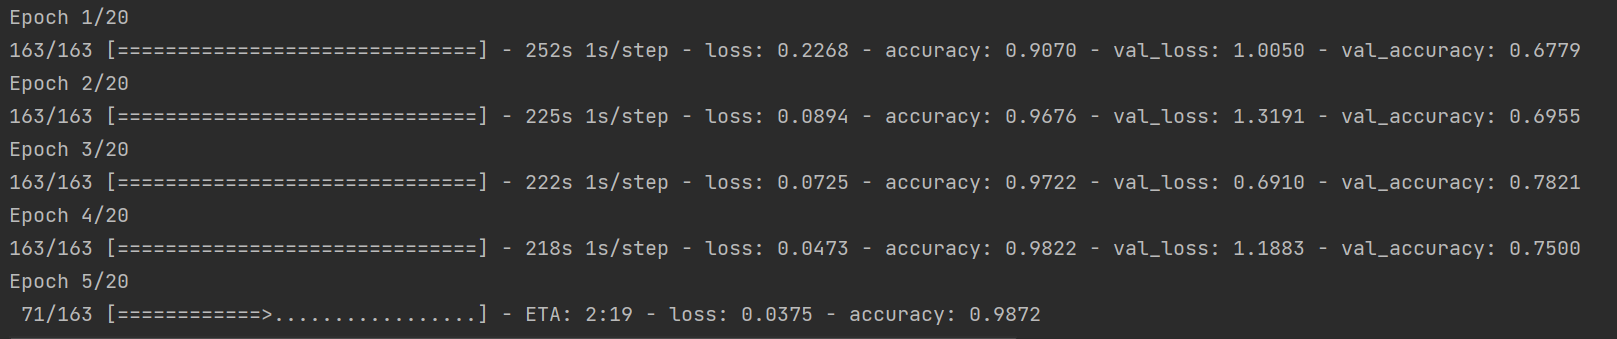 Epoch 1/20
163/163 [==============================] - 252s 1s/step - loss: 0.2268 - accuracy: 0.9070 - val_loss: 1.0050 - val_accuracy: 0.6779
Epoch 2/20
163/163 [==============================] - 225s 1s/step - loss: 0.0894 - accuracy: 0.9676 - val_loss: 1.3191 - val_accuracy: 0.6955
Epoch 3/20
163/163 [==============================] - 222s 1s/step - loss: 0.0725 - accuracy: 0.9722 - val_loss: 0.6910 - val_accuracy: 0.7821
Epoch 4/20
163/163 [==============================] - 218s 1s/step - loss: 0.0473 - accuracy: 0.9822 - val_loss: 1.1883 - val_accuracy: 0.7500
Epoch 5/20
 71/163 [============>.................] - ETA: 2:19 - loss: 0.0375 - accuracy: 0.9872